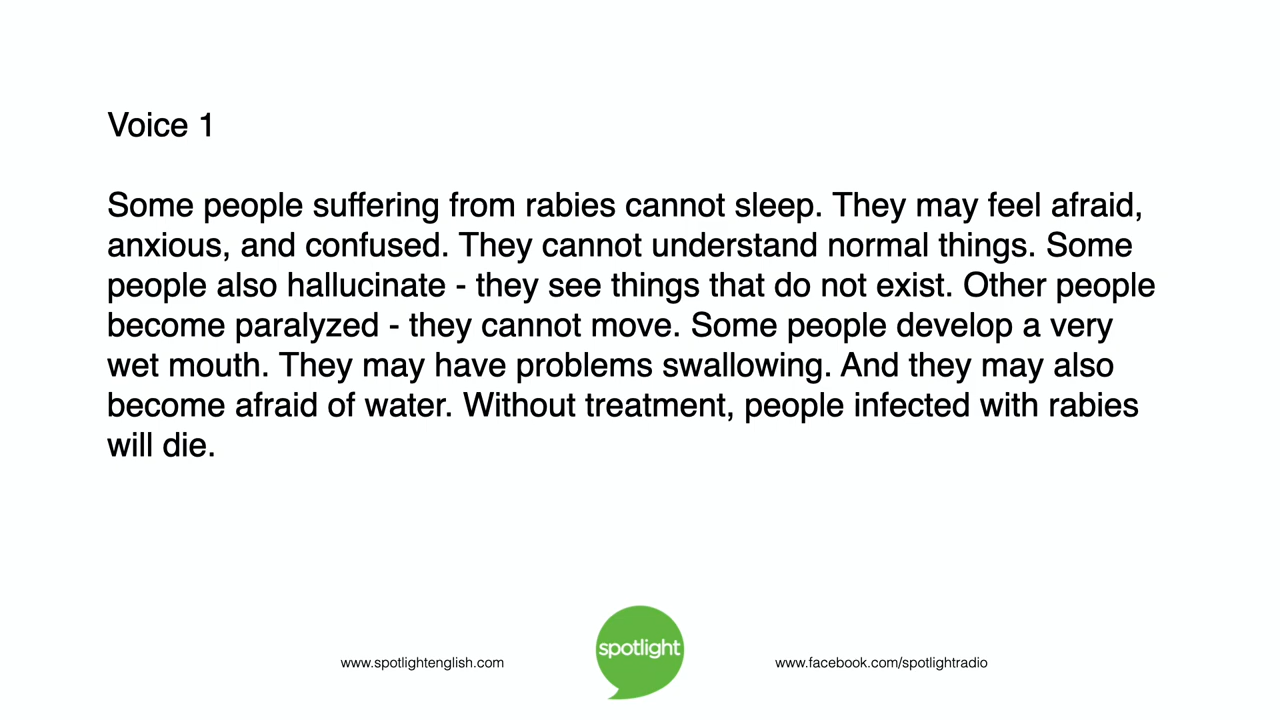 Voice 1
Some people suffering from rabies cannot sleep. They may feel afraid,
anxious, and confused. They cannot understand normal things. Some
people also hallucinate - they see things that do not exist. Other people
become paralyzed - they cannot move. Some people develop a very
wet mouth. They may have problems swallowing. And they may also
become afraid of water. Without treatment, people infected with rabies
will die.
www.spotlightenglish.com
spotlight
www.facebook.com/spotlightradio